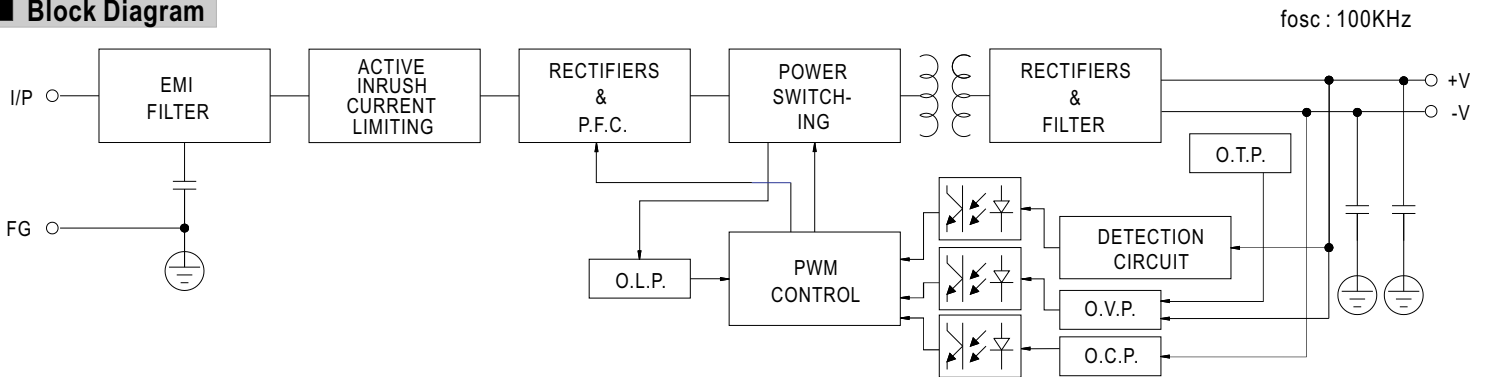 Block Diagram
fosc : 100KHz
I/P
EMI
FILTER
ACTIVE
INRUSH
CURRENT
LIMITING
RECTIFIERS
&
P.F.C.
POWER
SWITCH-
ING
RECTIFIERS
&
FILTER
+V
-V
O.T.P.
FG
O.L.P.
PWM
CONTROL
DETECTION
CIRCUIT
O.V.P.
O.C.P.